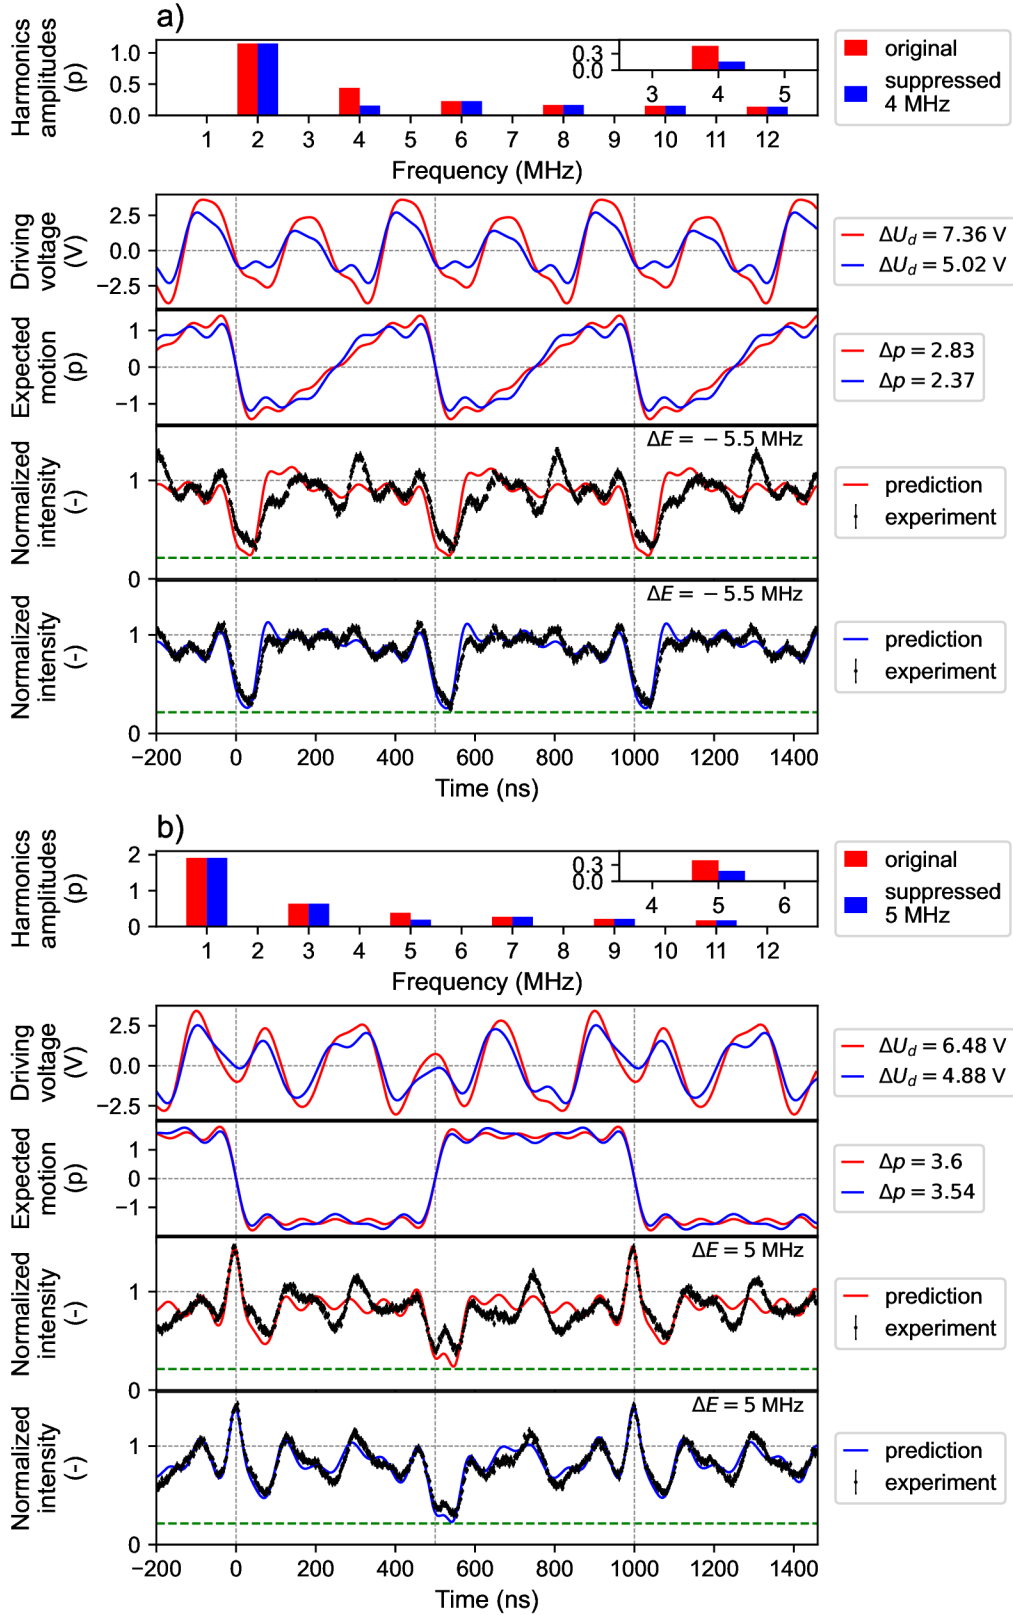 a)
Harmonics
amplitudes
(p)
1.0
0.5
0.0
0.3
0.0
3 4 5
1 2 3 4 5 6 7 8 9 10 11 12
Frequency (MHz)
original
suppressed
4 MHz
Driving
voltage
(V)
2.5
0.0
−2.5
ΔU_d = 7.36 V
ΔU_d = 5.02 V
Expected
motion
(p)
1
0
−1
Δp = 2.83
Δp = 2.37
Normalized
intensity
(-)
1
0
ΔE = − 5.5 MHz
prediction
experiment
Normalized
intensity
(-)
1
0
ΔE = − 5.5 MHz
prediction
experiment
−200 0 200 400 600 800 1000 1200 1400
Time (ns)
b)
Harmonics
amplitudes
(p)
2
1
0
0.3
0.0
4 5 6
1 2 3 4 5 6 7 8 9 10 11 12
Frequency (MHz)
original
suppressed
5 MHz
Driving
voltage
(V)
2.5
0.0
−2.5
ΔU_d = 6.48 V
ΔU_d = 4.88 V
Expected
motion
(p)
1
0
−1
Δp = 3.6
Δp = 3.54
Normalized
intensity
(-)
1
0
ΔE = 5 MHz
prediction
experiment
Normalized
intensity
(-)
1
0
ΔE = 5 MHz
prediction
experiment
−200 0 200 400 600 800 1000 1200 1400
Time (ns)